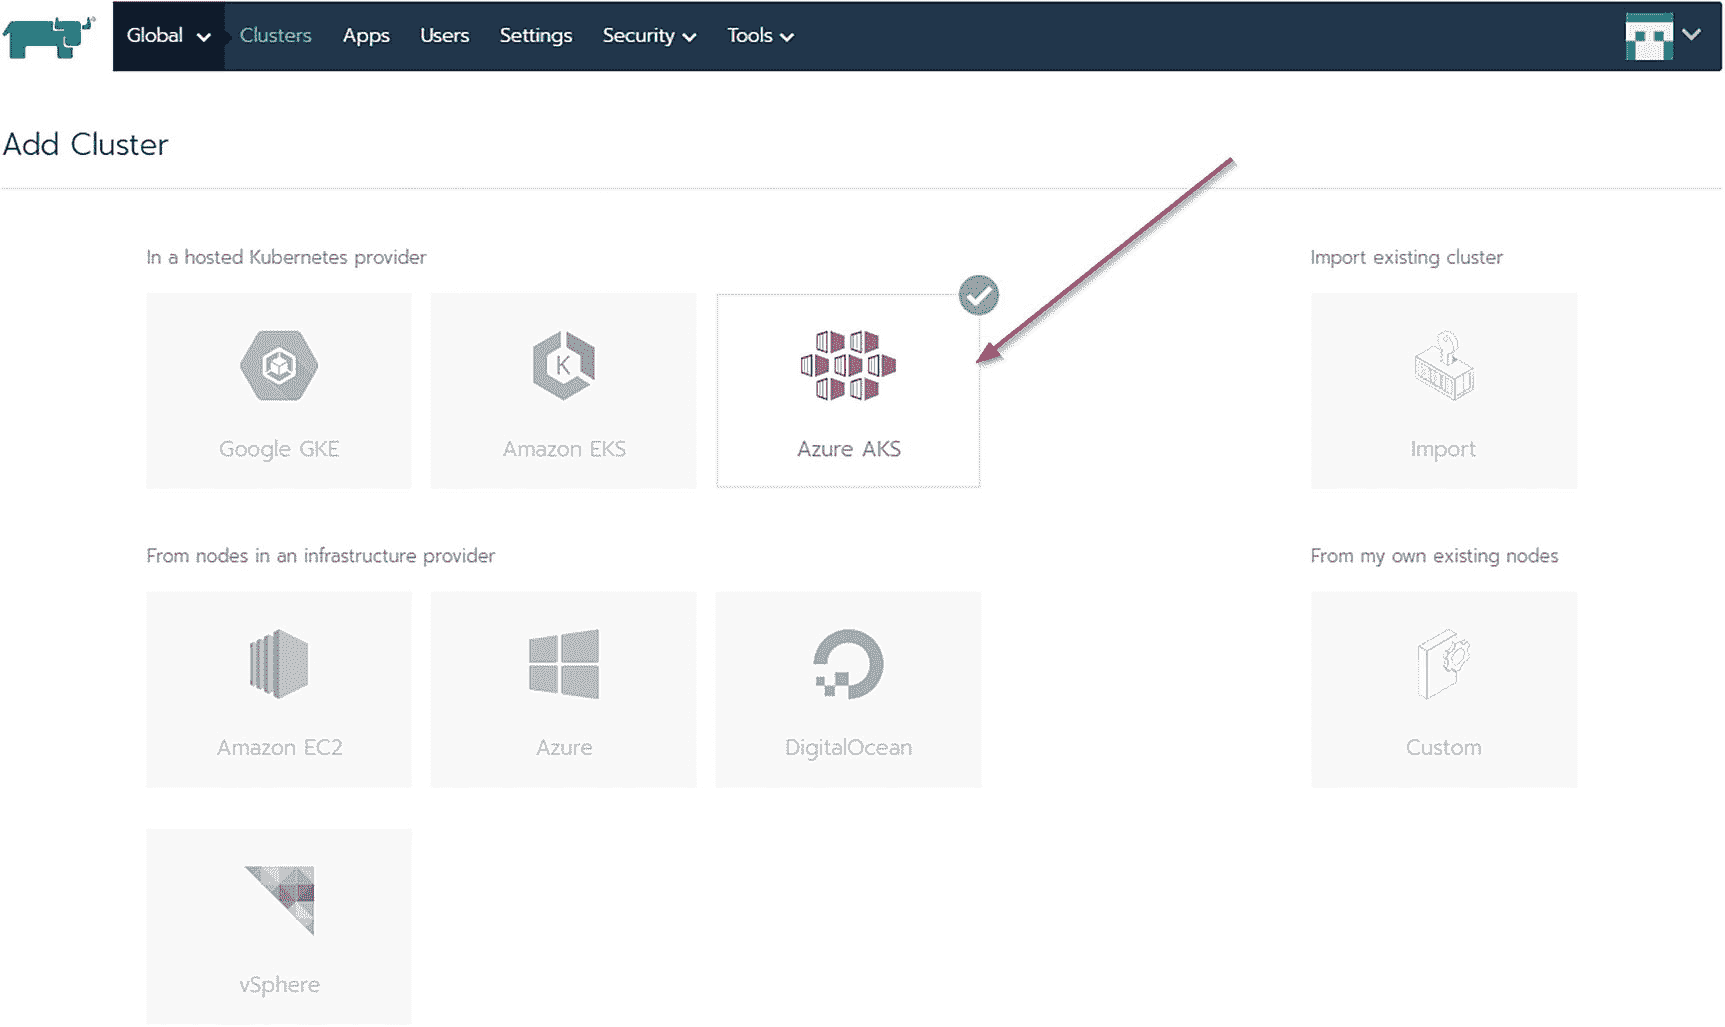 Global Clusters Apps Users Settings Security Tools
Add Cluster
In a hosted Kubernetes provider
Import existing cluster
Google GKE
K
Amazon EKS
Azure AKS
Import
From nodes in an infrastructure provider
From my own existing nodes
Amazon EC2
Azure
DigitalOcean
Custom
vSphere